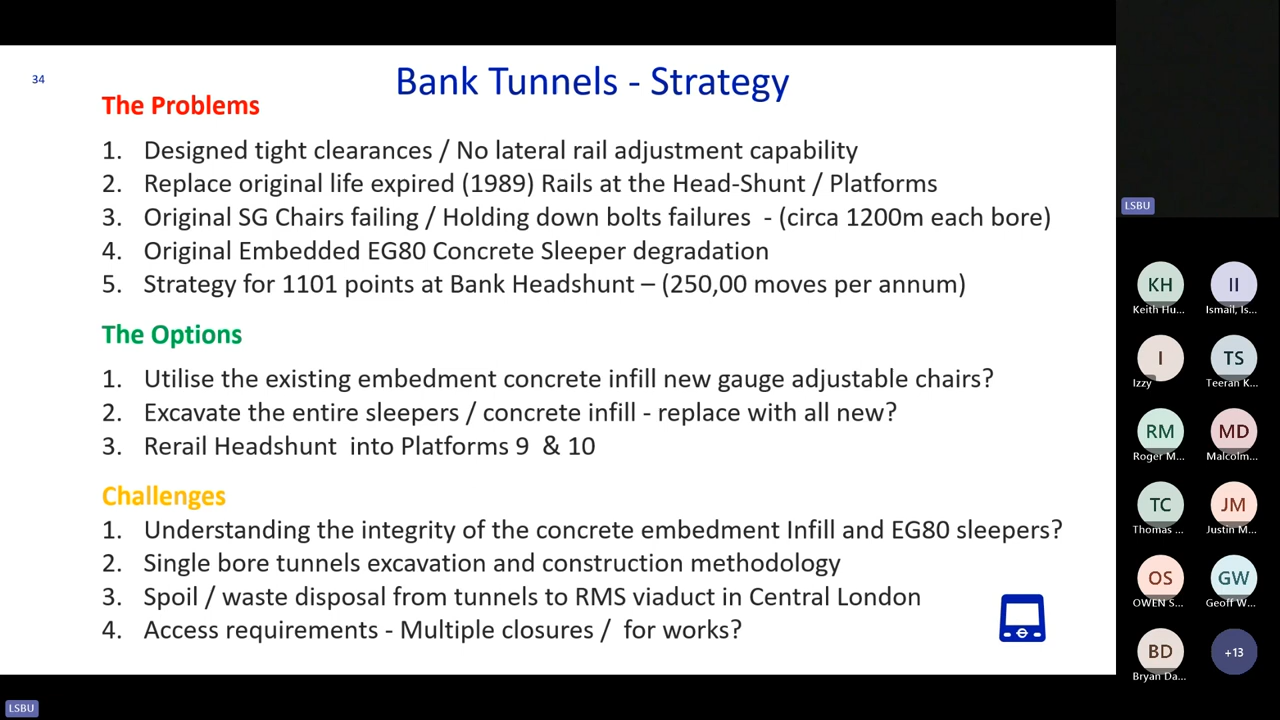 34
Bank Tunnels - Strategy
The Problems
1. Designed tight clearances / No lateral rail adjustment capability
2. Replace original life expired (1989) Rails at the Head-Shunt / Platforms
3. Original SG Chairs failing / Holding down bolts failures - (circa 1200m each bore)
4. Original Embedded EG80 Concrete Sleeper degradation
5. Strategy for 1101 points at Bank Headshunt – (250,00 moves per annum)
The Options
1. Utilise the existing embedment concrete infill new gauge adjustable chairs?
2. Excavate the entire sleepers / concrete infill - replace with all new?
3. Rerail Headshunt into Platforms 9 & 10
Challenges
1. Understanding the integrity of the concrete embedment Infill and EG80 sleepers?
2. Single bore tunnels excavation and construction methodology
3. Spoil / waste disposal from tunnels to RMS viaduct in Central London
4. Access requirements - Multiple closures / for works?
LSBU
LSBU
KH
Keith Hu...
II
Ismail, Is...
I
Izzy
TS
Teeran K...
RM
Roger M...
MD
Malcolm...
TC
Thomas ...
JM
Justin M...
OS
OWEN S...
GW
Geoff W...
BD
Bryan Da...
+13